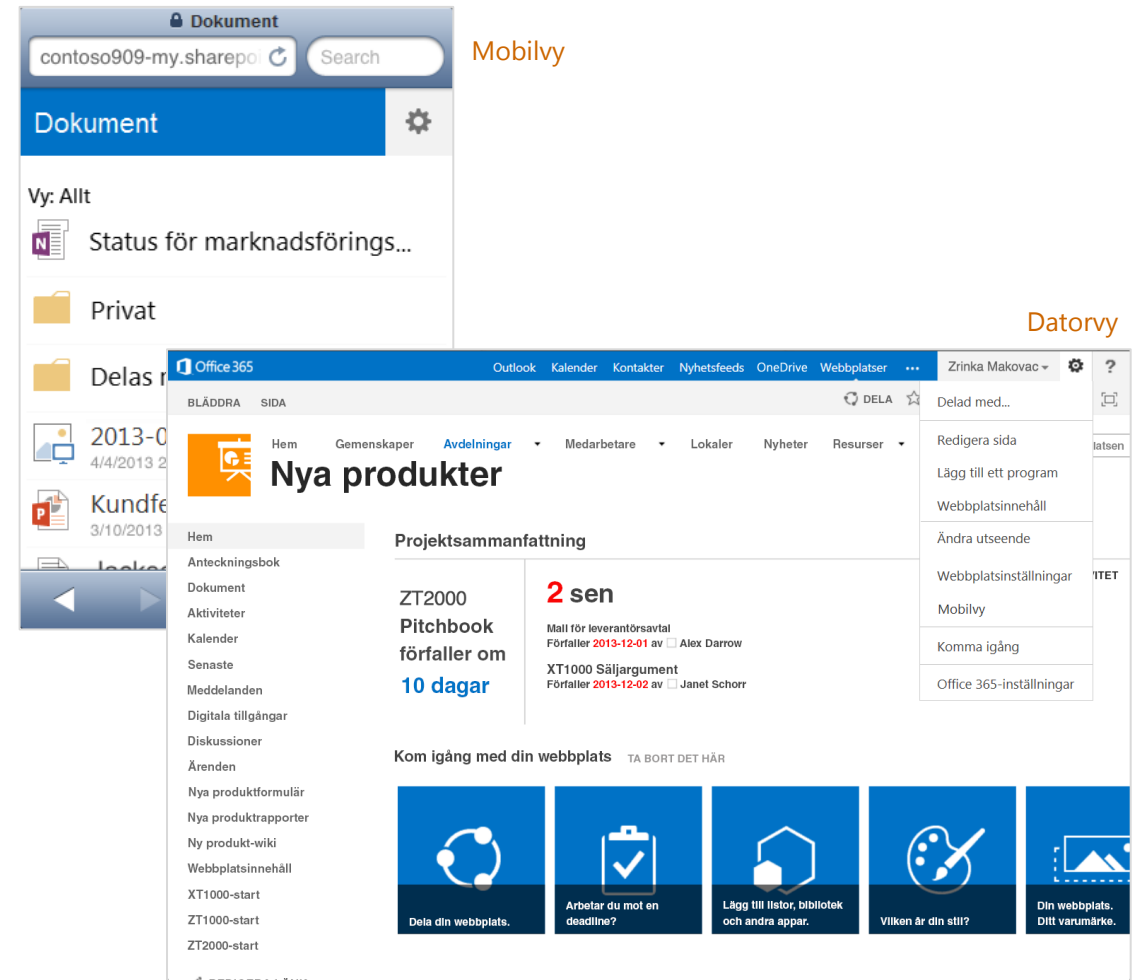 Dokument
contoso909-my.sharepoi
Search
Mobilvy
Dokument
Vy: Allt
Status för marknadsförings...
Privat
Delas
2013-0
4/4/2013 2
Kundfe
3/10/2013
Datorvy
Office 365
Outlook Kalender Kontakter Nyhetsfeeds OneDrive Webbplatser ... Zrinka Makovac ?
BLÄDDRA SIDA DELA
Delad med...
Redigera sida
Lägg till ett program
Webbplatsinnehåll
Ändra utseende
Webbplatsinställningar
Mobilvy
Komma igång
Office 365-inställningar
latsen
Hem Gemenskaper Avdelningar Medarbetare Lokaler Nyheter Resurser
Nya produkter
Hem
Anteckningsbok
Dokument
Aktiviteter
Kalender
Senaste
Meddelanden
Digitala tillgångar
Diskussioner
Ärenden
Nya produktformulär
Nya produktrapporter
Ny produkt-wiki
Webbplatsinnehåll
XT1000-start
ZT1000-start
ZT2000-start
Projektsammanfattning
ITET
ZT2000
Pitchbook
förfaller om
10 dagar
2 sen
Mall för leverantörsavtal
Förfaller 2013-12-01 av Alex Darrow
XT1000 Säljargument
Förfaller 2013-12-02 av Janet Schorr
Kom igång med din webbplats TA BORT DET HÄR
Dela din webbplats.
Arbetar du mot en
deadline?
Lägg till listor, bibliotek
och andra appar.
Vilken är din stil?
Din webbplats.
Ditt varumärke.